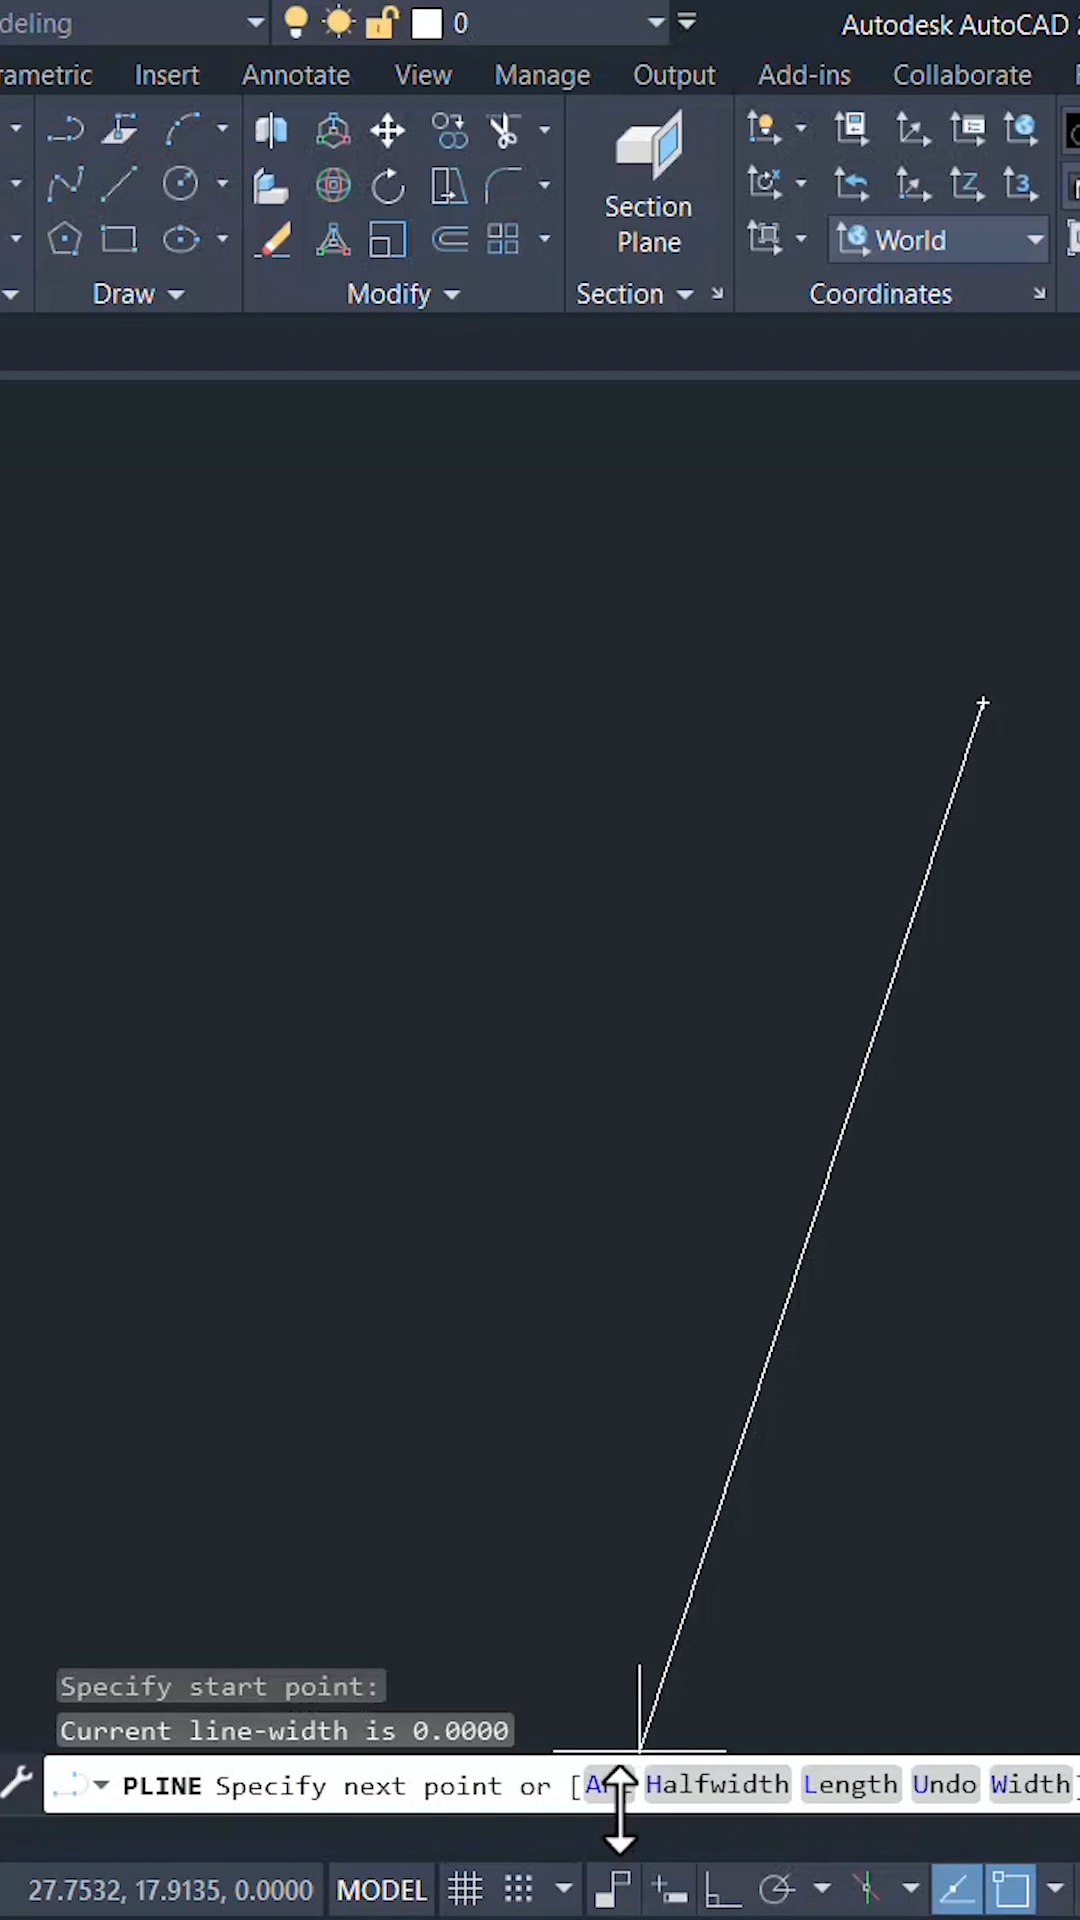 deling 0 Autodesk AutoCAD 2
rametric Insert Annotate View Manage Output Add-ins Collaborate
Section
Plane
World
Draw Modify Section Coordinates
Specify start point:
Current line-width is 0.0000
PLINE Specify next point or [Halfwidth Length Undo Width]
27.7532, 17.9135, 0.0000 MODEL